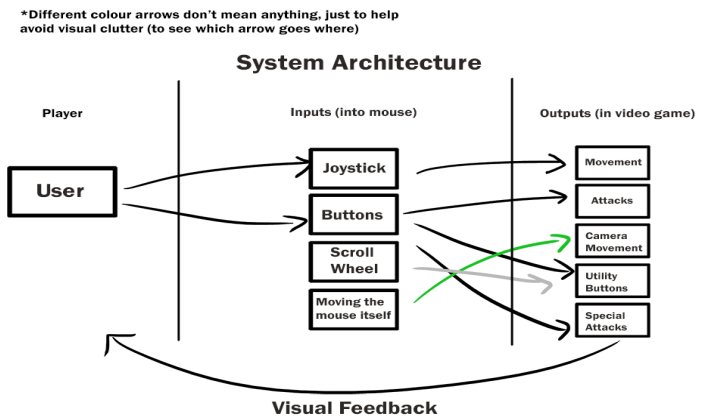 *Different colour arrows don't mean anything, just to help
avoid visual clutter (to see which arrow goes where)
System Architecture
Player
Inputs (into mouse)
Outputs (in video game)
User
Joystick
Buttons
Scroll
Wheel
Moving the
mouse itself
Movement
Attacks
Camera
Movement
Utility
Buttons
Special
Attacks
Visual Feedback